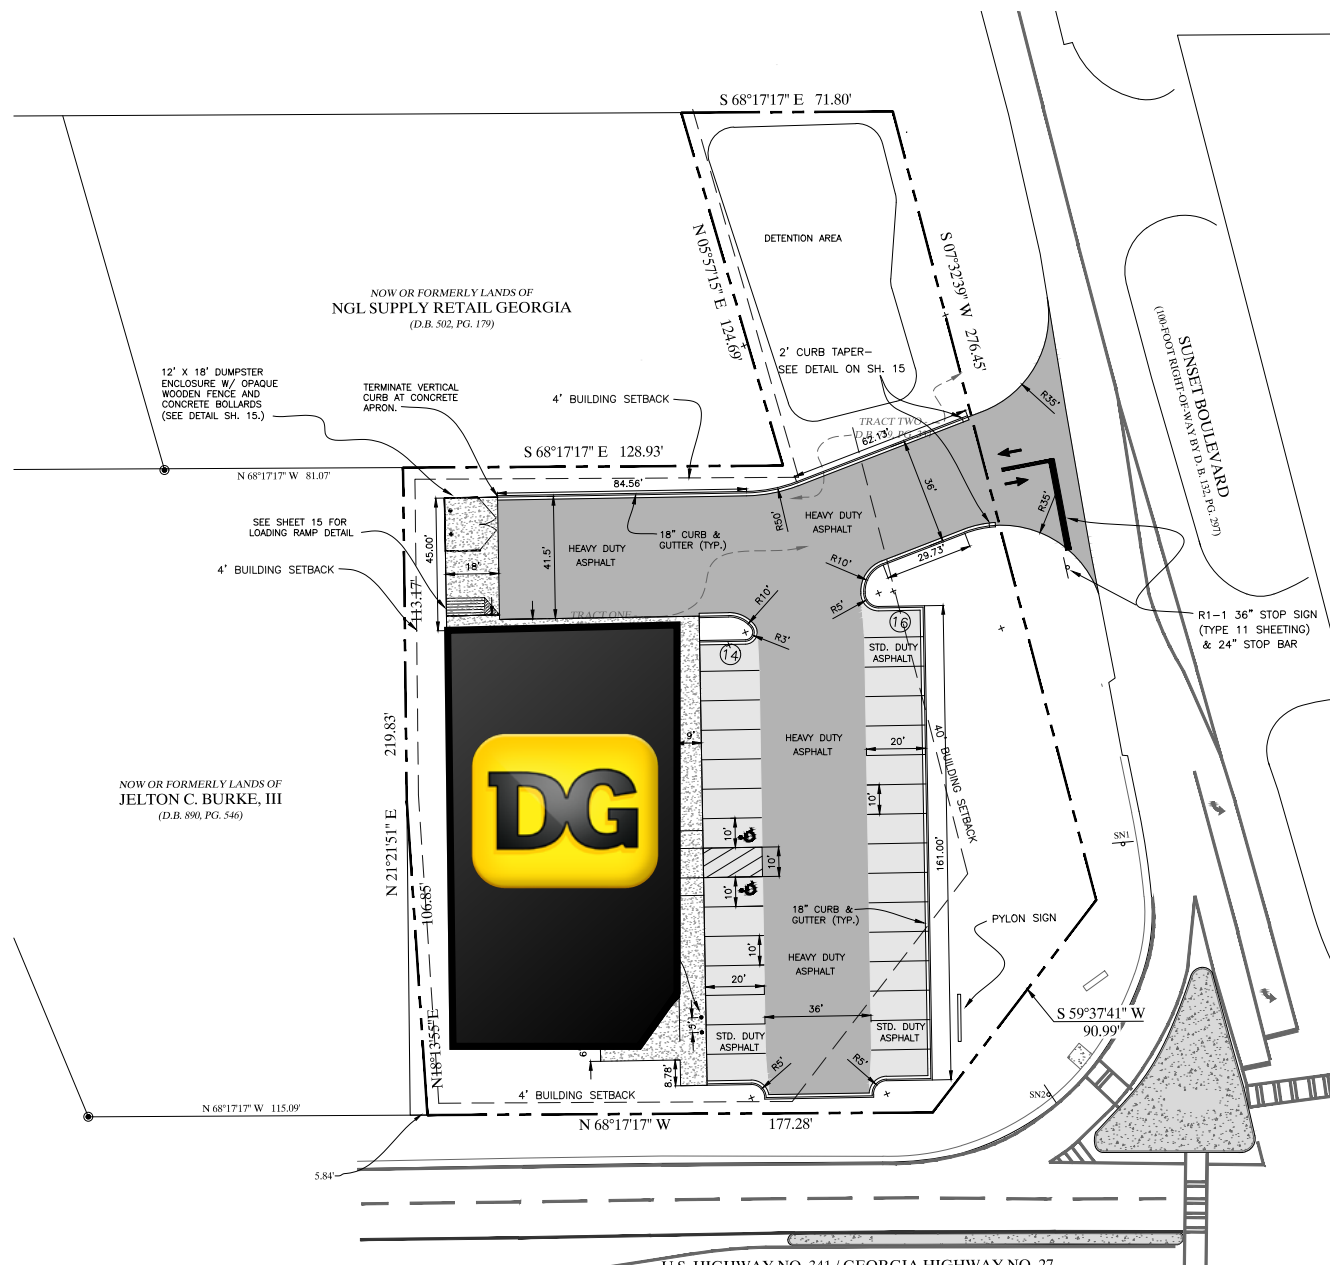 S 68°17'17" E 71.80'
DETENTION AREA
N 05°57'15" E 124.69'
S 07°32'39" W 276.45'
NOW OR FORMERLY LANDS OF
NGL SUPPLY RETAIL GEORGIA
(D.B. 502, PG. 179)
SUNSET BOULEVARD
(100-FOOT RIGHT-OF-WAY BY D.B. 132, PG. 297)
12' X 18' DUMPSTER
ENCLOSURE W/ OPAQUE
WOODEN FENCE AND
CONCRETE BOLLARDS
(SEE DETAIL SH. 15.)
TERMINATE VERTICAL
CURB AT CONCRETE
APRON.
4' BUILDING SETBACK
2' CURB TAPER-
SEE DETAIL ON SH. 15
R35'
TRACT TWO
62.13'
S 68°17'17" E 128.93'
N 68°17'17" W 81.07'
84.56'
R50'
36'
R35'
HEAVY DUTY
ASPHALT
SEE SHEET 15 FOR
LOADING RAMP DETAIL
45.00'
18'
41.5'
HEAVY DUTY
ASPHALT
18" CURB &
GUTTER (TYP.)
29.73'
R10'
R5'
4' BUILDING SETBACK
113.17'
TRACT ONE
R10'
R3'
14
16
STD. DUTY
ASPHALT
R1-1 36" STOP SIGN
(TYPE 11 SHEETING)
& 24" STOP BAR
219.83'
N 21°21'51" E
9'
HEAVY DUTY
ASPHALT
20'
40' BUILDING SETBACK
NOW OR FORMERLY LANDS OF
JELTON C. BURKE, III
(D.B. 890, PG. 546)
DG
10'
10'
10'
10'
161.00'
SN1
106.85'
18" CURB &
GUTTER (TYP.)
PYLON SIGN
10'
HEAVY DUTY
ASPHALT
20'
36'
S 59°37'41" W
90.99'
N18°13'55"E
5'
STD. DUTY
ASPHALT
STD. DUTY
ASPHALT
6'
8.78'
R5'
R5'
4' BUILDING SETBACK
SN2
N 68°17'17" W 115.09'
N 68°17'17" W 177.28'
5.84'
U.S. HIGHWAY NO. 341 / GEORGIA HIGHWAY NO. 27